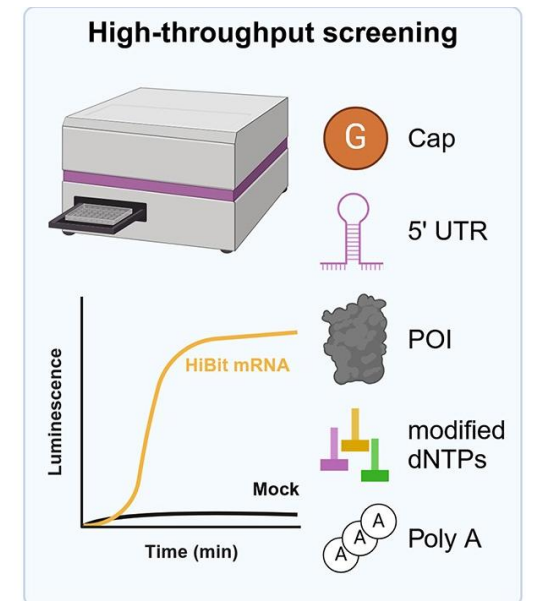 High-throughput screening
G
Cap
5' UTR
POI
modified
dNTPs
A
A
A
Poly A
Luminescence
HiBit mRNA
Mock
Time (min)